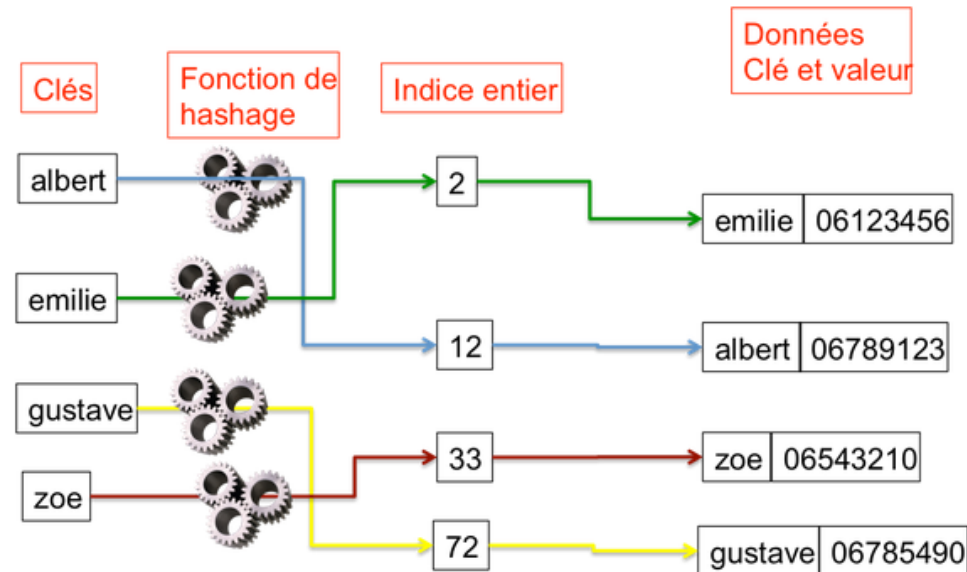 Clés
Fonction de
hashage
Indice entier
Données
Clé et valeur
albert
2
emilie 06123456
emilie
12
albert 06789123
gustave
33
zoe 06543210
zoe
72
gustave 06785490